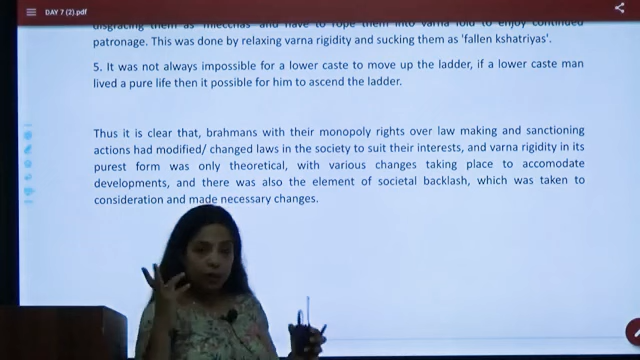 DAY 7 (2).pdf
disgracing them as 'mlecchas' and have to rope them into varna fold to enjoy continued
patronage. This was done by relaxing varna rigidity and sucking them as 'fallen kshatriyas'.
5. It was not always impossible for a lower caste to move up the ladder, if a lower caste man
lived a pure life then it possible for him to ascend the ladder.
Thus it is clear that, brahmans with their monopoly rights over law making and sanctioning
actions had modified/ changed laws in the society to suit their interests, and varna rigidity in its
purest form was only theoretical, with various changes taking place to accomodate
developments, and there was also the element of societal backlash, which was taken to
consideration and made necessary changes.